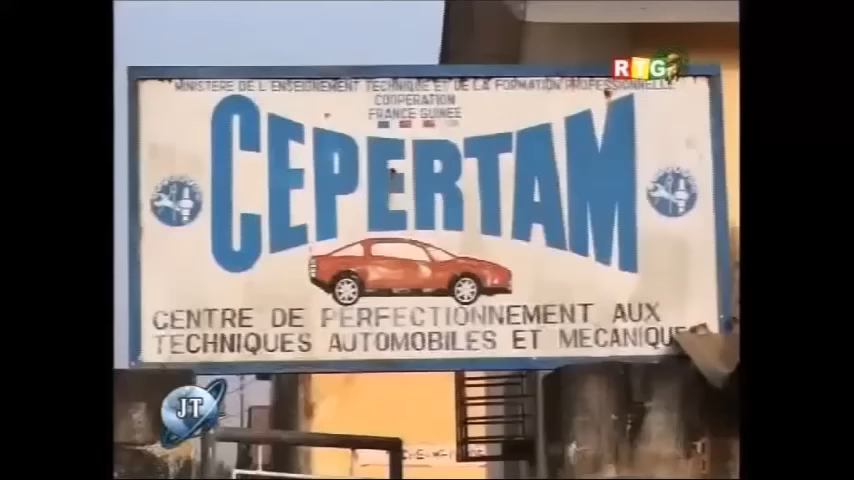 RTG
MINISTERE DE L'ENSEIGNEMENT TECHNIQUE ET DE LA FORMATION PROFESSIONNELLE
COOPERATION
FRANCE GUINEE
CEPERTAM
CENTRE DE PERFECTIONNEMENT AUX
TECHNIQUES AUTOMOBILES ET MÉCANIQUES
JT